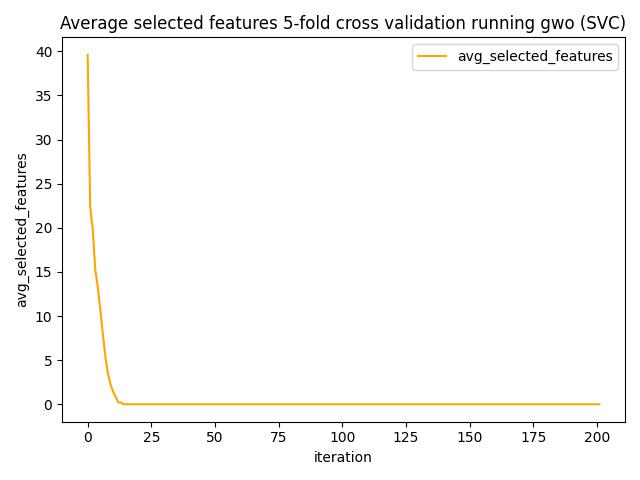 Average selected features 5-fold cross validation running gwo (SVC)
avg_selected_features
avg_selected_features
40
35
30
25
20
15
10
5
0
0 25 50 75 100 125 150 175 200
iteration